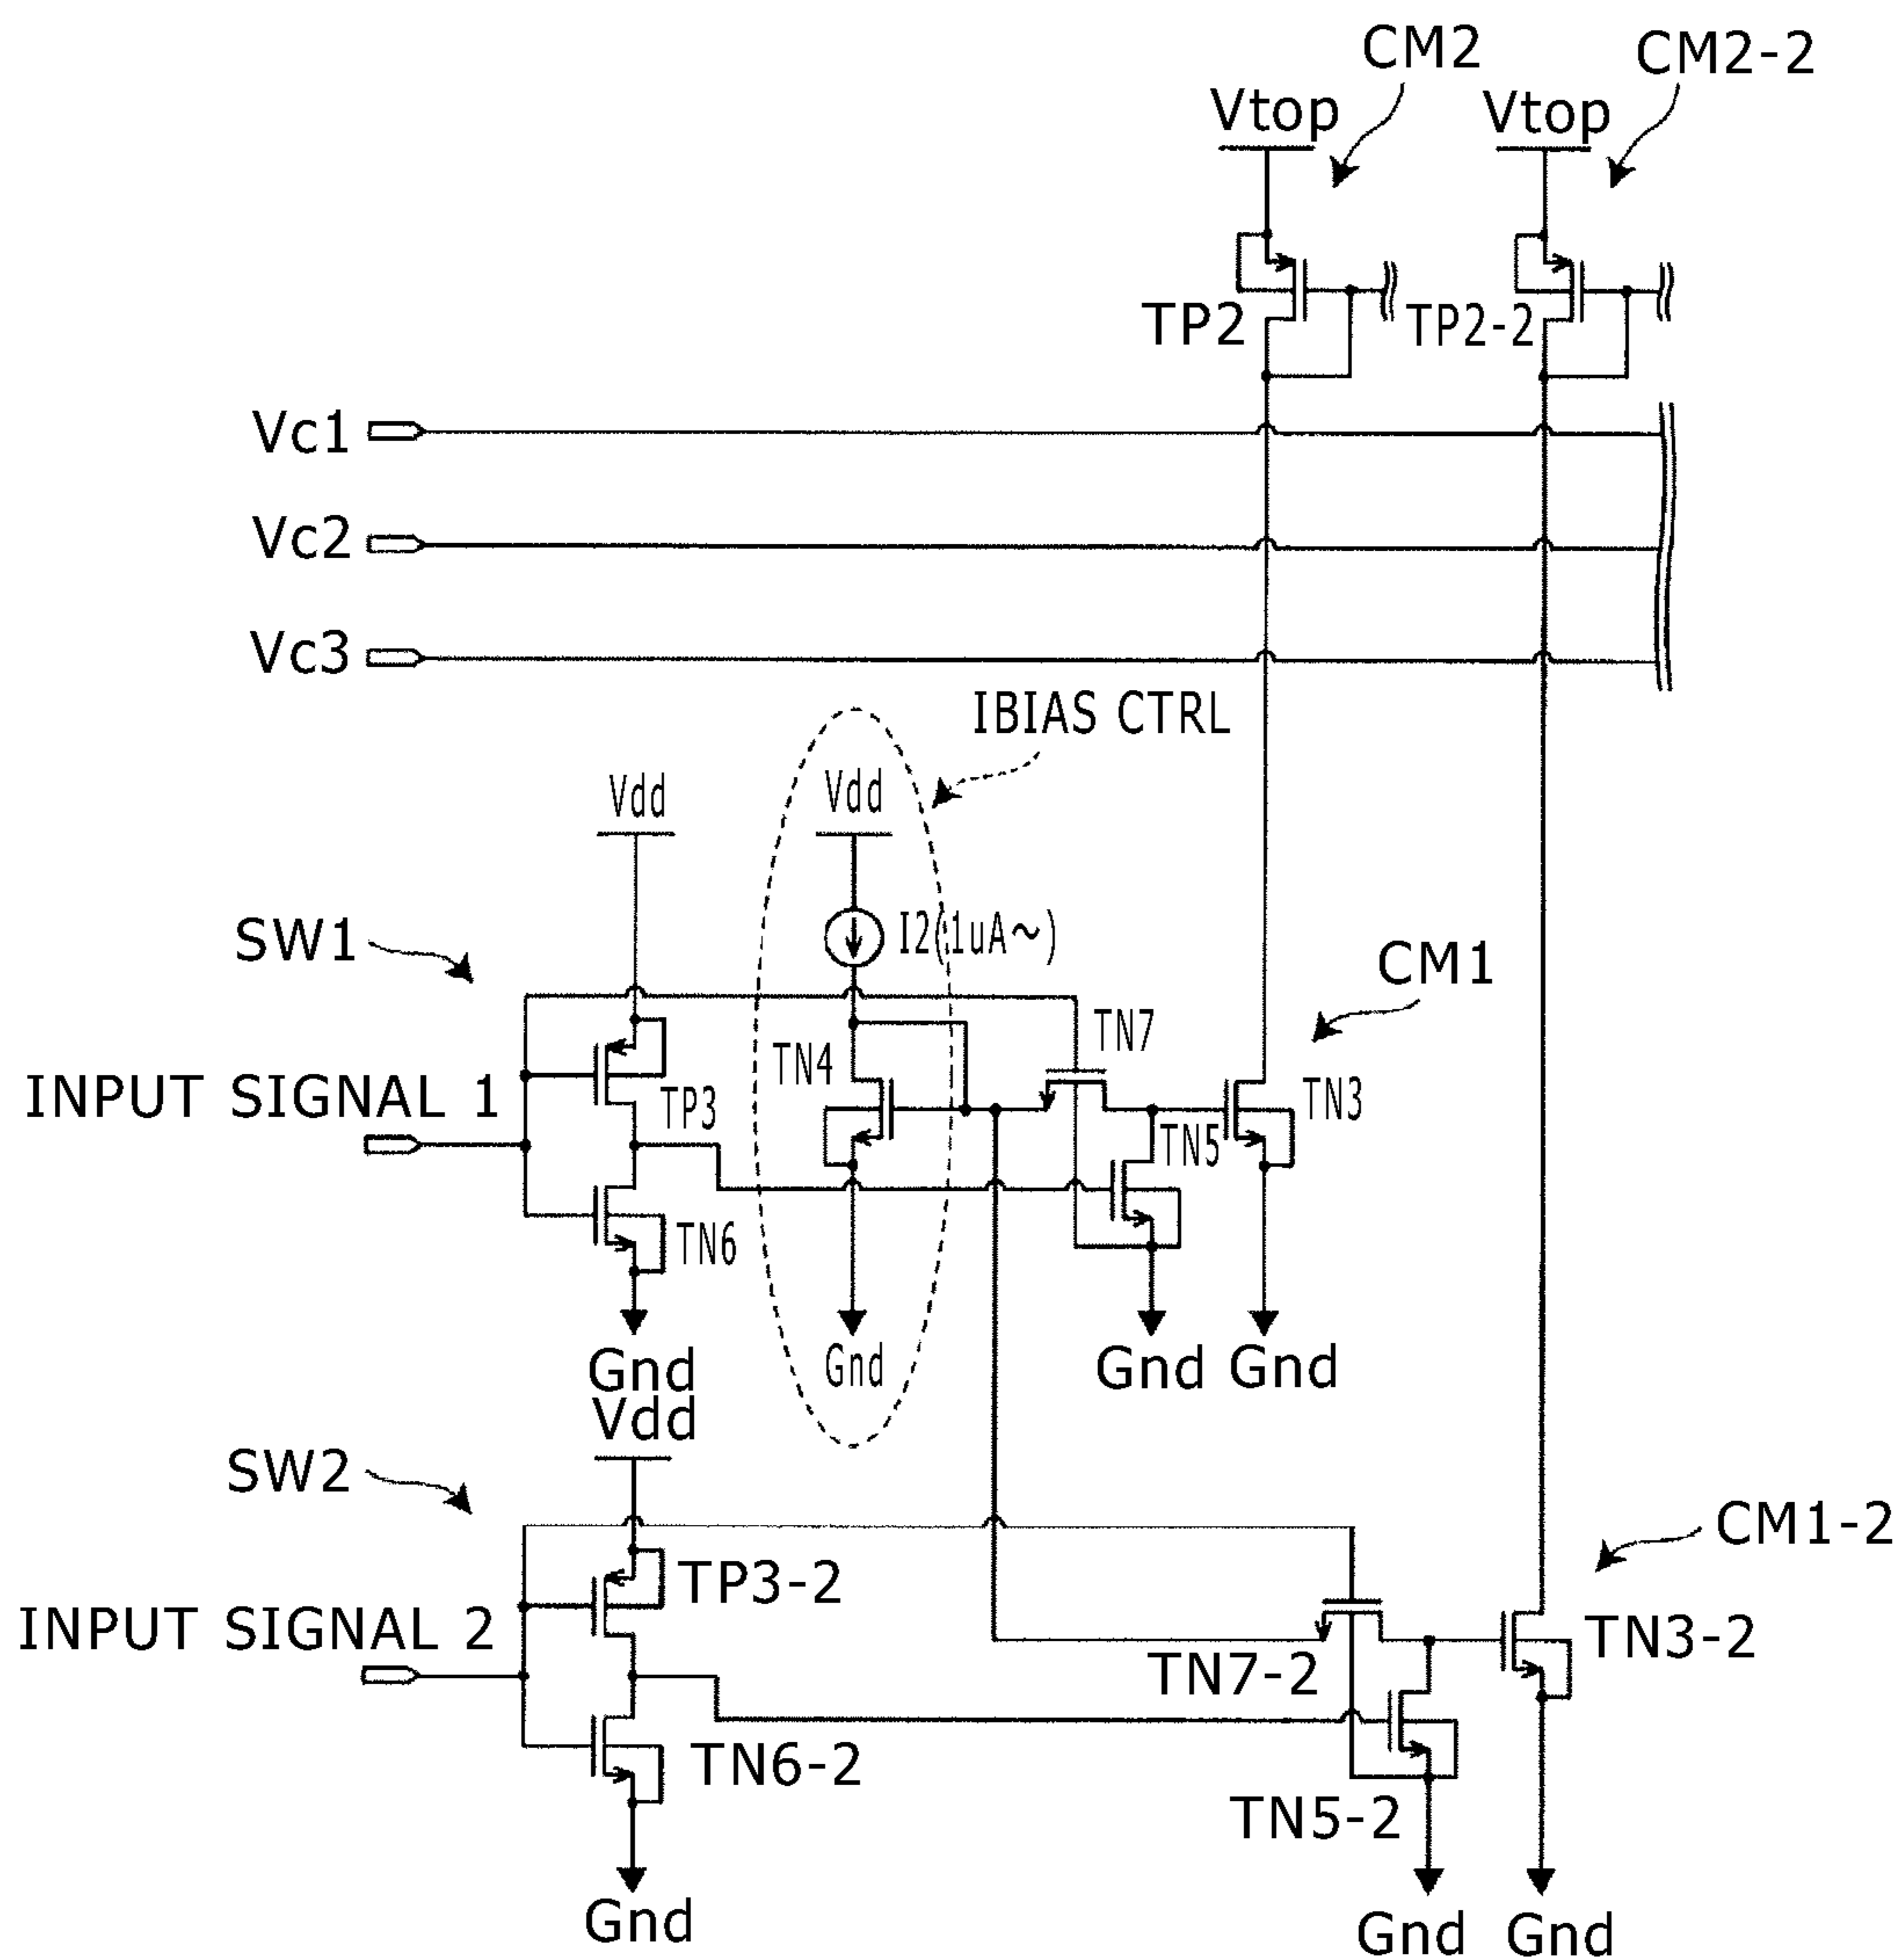 CM2
CM2-2
Vtop
Vtop
TP2
TP2-2
Vc1
Vc2
Vc3
IBIAS CTRL
Vdd
Vdd
SW1
I2(1uA~)
CM1
TN7
TN4
TN3
INPUT SIGNAL 1
TP3
TN5
TN6
Gnd
Gnd
Gnd
Gnd
Vdd
SW2
CM1-2
TP3-2
INPUT SIGNAL 2
TN3-2
TN7-2
TN6-2
TN5-2
Gnd
Gnd
Gnd